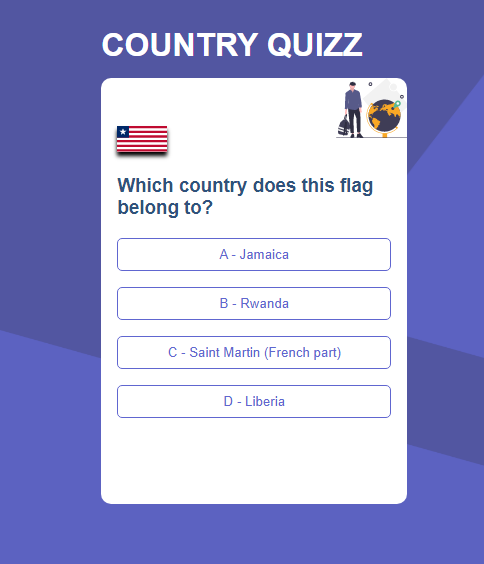 COUNTRY QUIZZ
Which country does this flag
belong to?
A - Jamaica
B - Rwanda
C - Saint Martin (French part)
D - Liberia